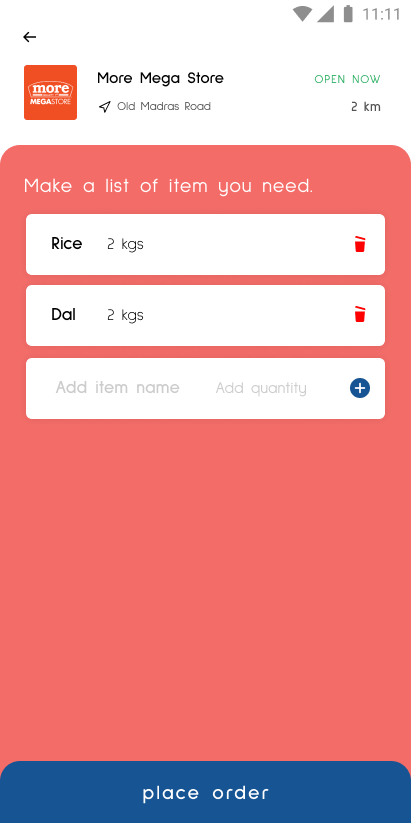 11:11
more
MEGASTORE
More Mega Store
OPEN NOW
Old Madras Road
2 km
Make a list of item you need.
Rice 2 kgs
Dal 2 kgs
Add item name Add quantity
place order